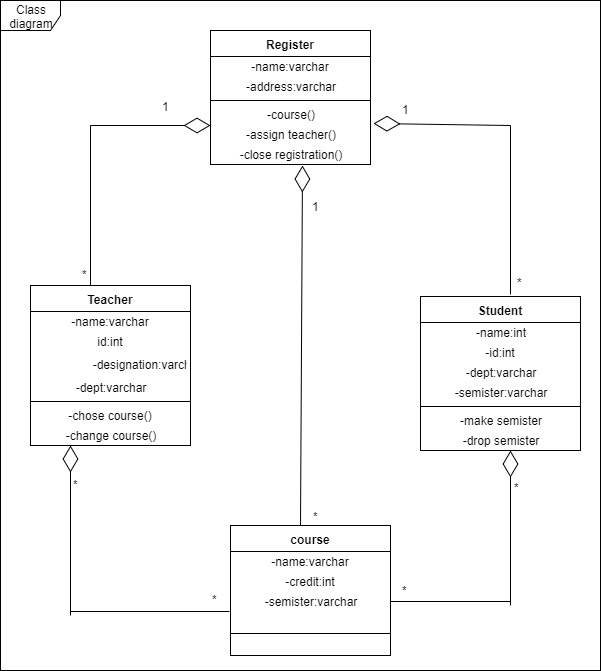 Class
diagram
Register
-name:varchar
-address:varchar
-course()
-assign teacher()
-close registration()
1
1
1
*
*
Teacher
-name:varchar
id:int
-designation:varcl
-dept:varchar
-chose course()
-change course()
Student
-name:int
-id:int
-dept:varchar
-semister:varchar
-make semister
-drop semister
*
*
*
*
*
course
-name:varchar
-credit:int
-semister:varchar